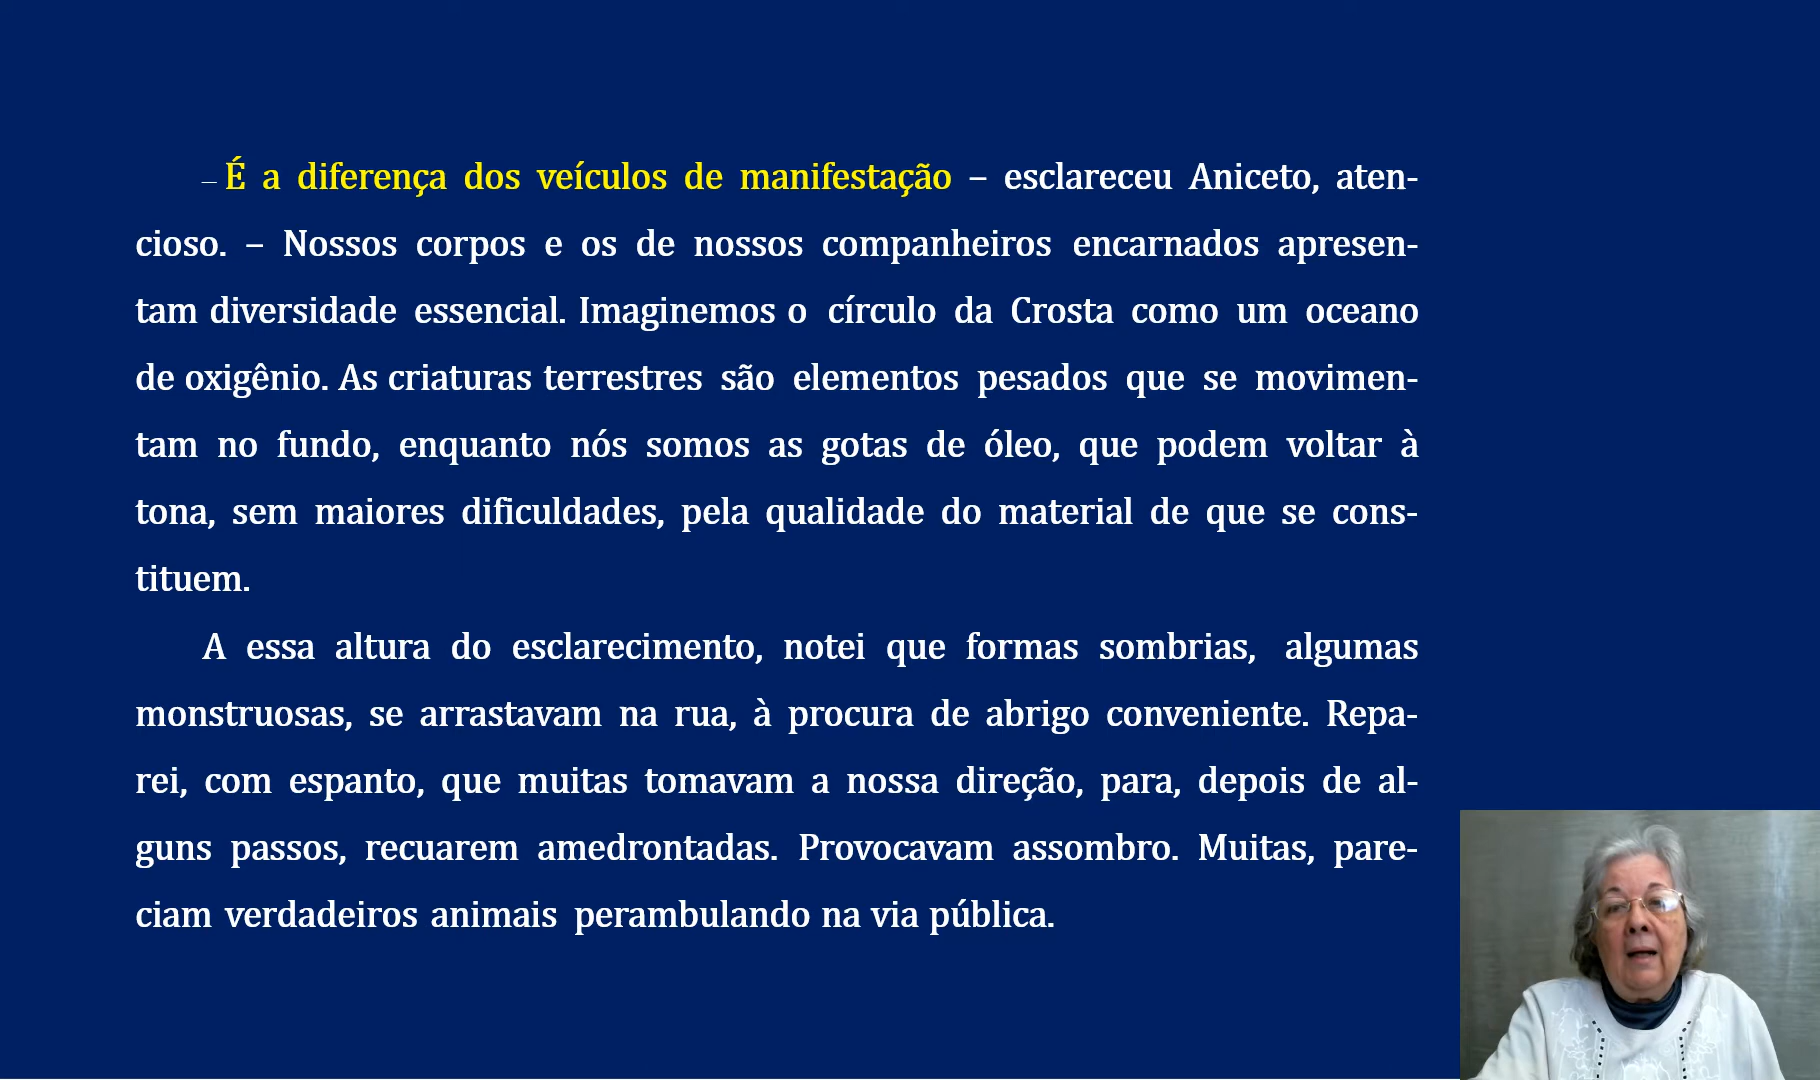 – É a diferença dos veículos de manifestação – esclareceu Aniceto, aten-
cioso. – Nossos corpos e os de nossos companheiros encarnados apresen-
tam diversidade essencial. Imaginemos o círculo da Crosta como um oceano
de oxigênio. As criaturas terrestres são elementos pesados que se movimen-
tam no fundo, enquanto nós somos as gotas de óleo, que podem voltar à
tona, sem maiores dificuldades, pela qualidade do material de que se cons-
tituem.
A essa altura do esclarecimento, notei que formas sombrias, algumas
monstruosas, se arrastavam na rua, à procura de abrigo conveniente. Repa-
rei, com espanto, que muitas tomavam a nossa direção, para, depois de al-
guns passos, recuarem amedrontadas. Provocavam assombro. Muitas, pare-
ciam verdadeiros animais perambulando na via pública.